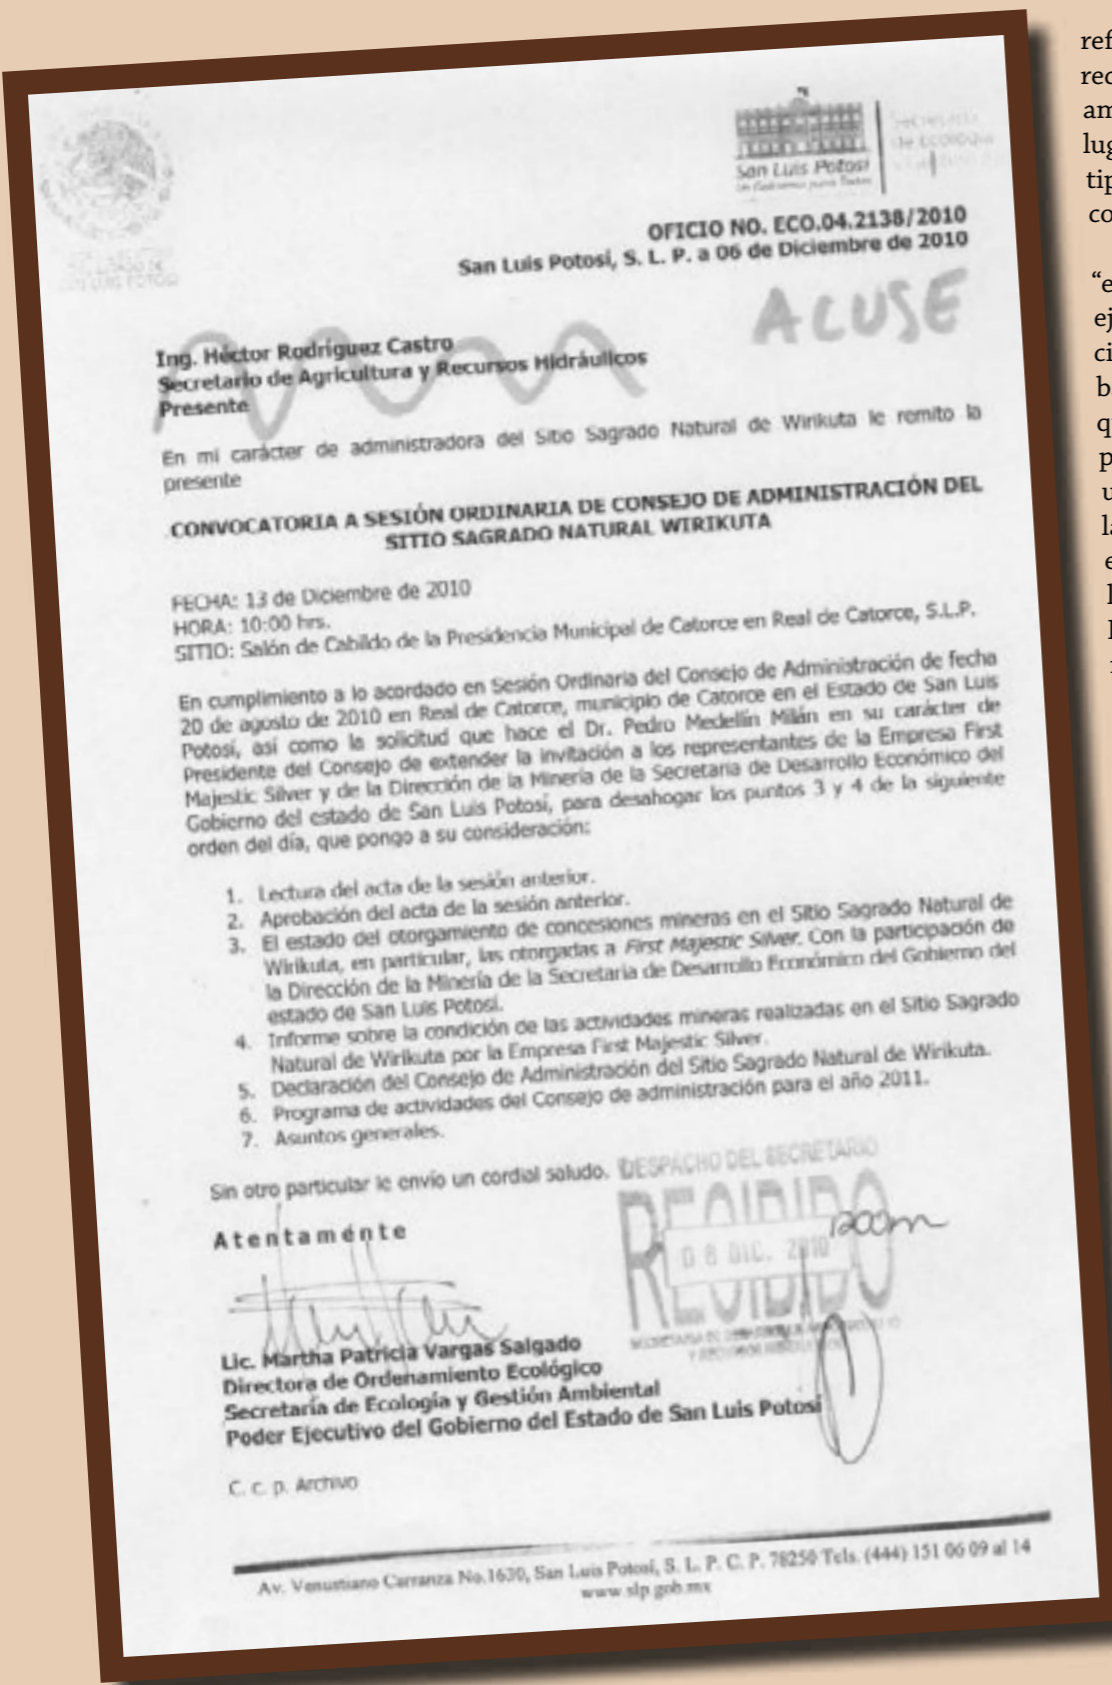 San Luis Potosí
Un Gobierno para Todos
Secretaría
de Ecología
OFICIO NO. ECO.04.2138/2010
San Luis Potosí, S. L. P. a 06 de Diciembre de 2010
ACUSE
Ing. Héctor Rodríguez Castro
Secretario de Agricultura y Recursos Hidráulicos
Presente
En mi carácter de administradora del Sitio Sagrado Natural de Wirikuta le remito la
presente
CONVOCATORIA A SESIÓN ORDINARIA DE CONSEJO DE ADMINISTRACIÓN DEL
SITIO SAGRADO NATURAL WIRIKUTA
FECHA: 13 de Diciembre de 2010
HORA: 10:00 hrs.
SITIO: Salón de Cabildo de la Presidencia Municipal de Catorce en Real de Catorce, S.L.P.
En cumplimiento a lo acordado en Sesión Ordinaria del Consejo de Administración de fecha
20 de agosto de 2010 en Real de Catorce, municipio de Catorce en el Estado de San Luis
Potosí, así como la solicitud que hace el Dr. Pedro Medellín Milán en su carácter de
Presidente del Consejo de extender la invitación a los representantes de la Empresa First
Majestic Silver y de la Dirección de la Minería de la Secretaria de Desarrollo Económico del
Gobierno del estado de San Luis Potosí, para desahogar los puntos 3 y 4 de la siguiente
orden del día, que pongo a su consideración:
1. Lectura del acta de la sesión anterior.
2. Aprobación del acta de la sesión anterior.
3. El estado del otorgamiento de concesiones mineras en el Sitio Sagrado Natural de
Wirikuta, en particular, las otorgadas a First Majestic Silver. Con la participación de
la Dirección de la Minería de la Secretaria de Desarrollo Económico del Gobierno del
estado de San Luis Potosí.
4. Informe sobre la condición de las actividades mineras realizadas en el Sitio Sagrado
Natural de Wirikuta por la Empresa First Majestic Silver.
5. Declaración del Consejo de Administración del Sitio Sagrado Natural de Wirikuta.
6. Programa de actividades del Consejo de administración para el año 2011.
7. Asuntos generales.
Sin otro particular le envío un cordial saludo.
DESPACHO DEL SECRETARIO
RECIBIDO
08 DIC. 2010
Atentamente
Lic. Martha Patricia Vargas Salgado
Directora de Ordenamiento Ecológico
Secretaría de Ecología y Gestión Ambiental
Poder Ejecutivo del Gobierno del Estado de San Luis Potosí
C. c. p. Archivo
Av. Venustiano Carranza No.1630, San Luis Potosí, S. L. P. C. P. 78250 Tels. (444) 151 06 09 al 14
www.slp.gob.mx